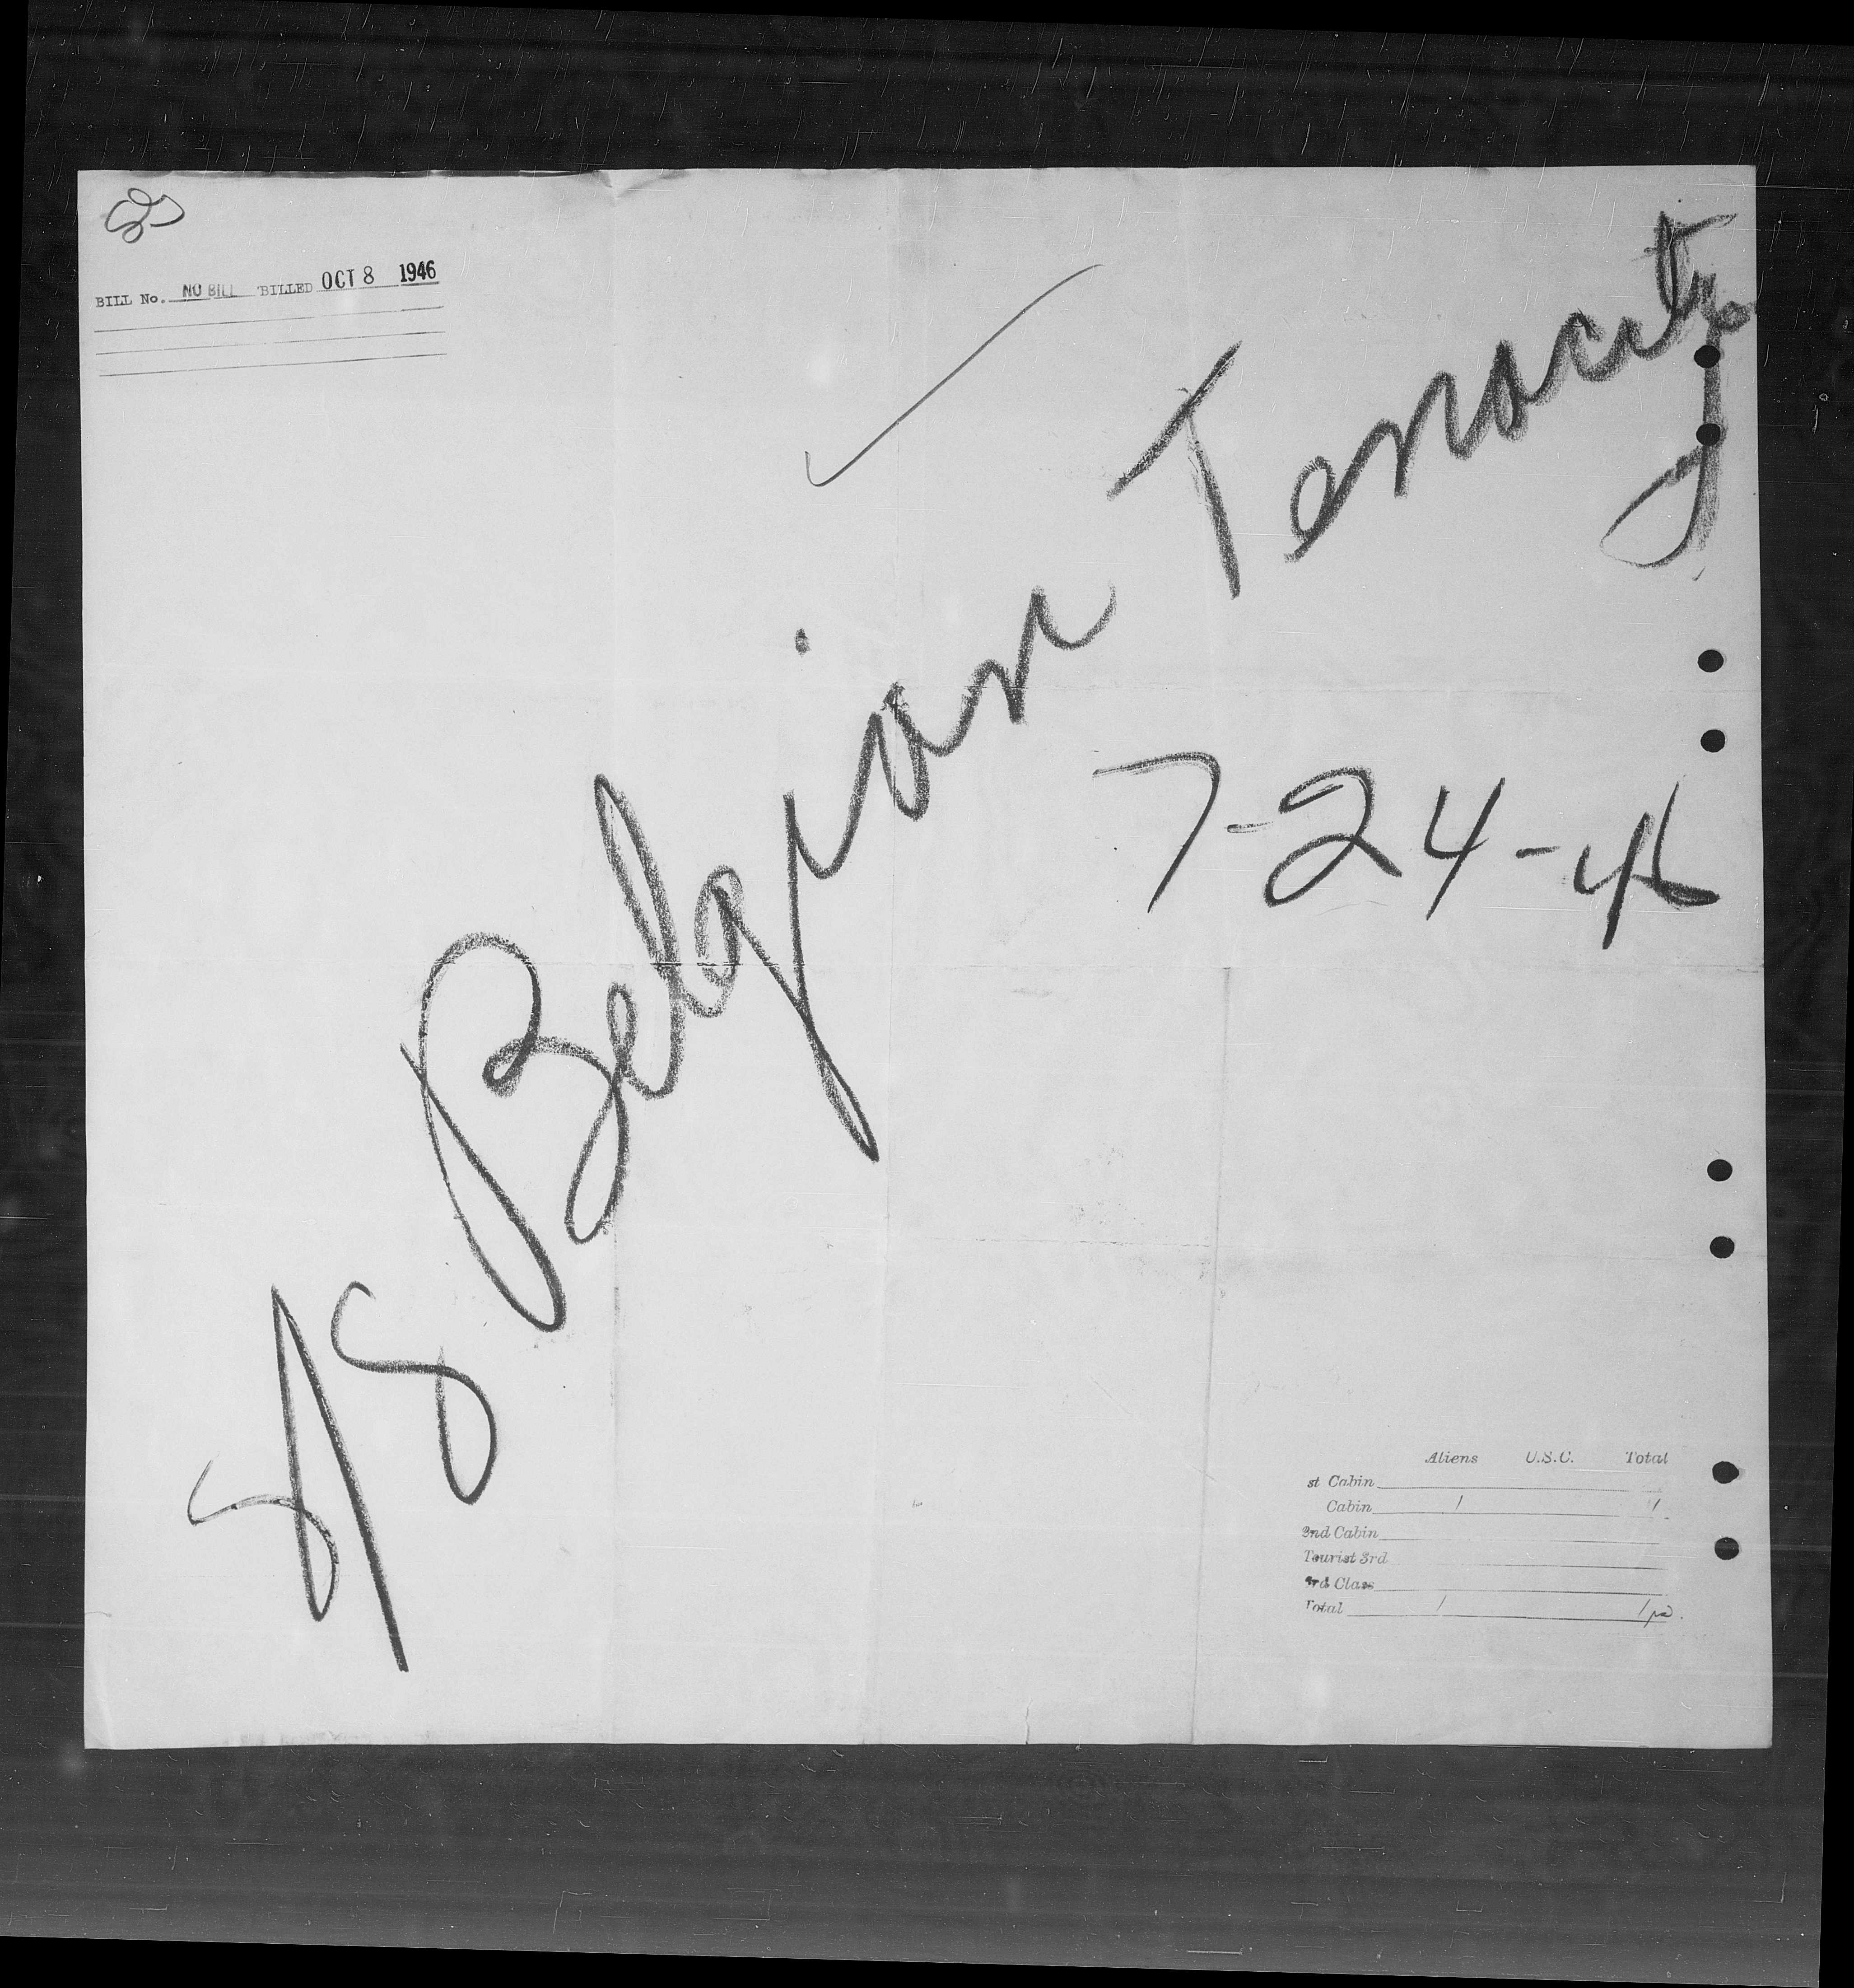 BILL No. NO BILL BILLED OCT 8 1946
S/S Belgian Tenacity
7-24-46
Aliens U.S.C. Total
st Cabin
Cabin 1 1
2nd Cabin
Tourist 3rd
3rd Class
Total 1 1